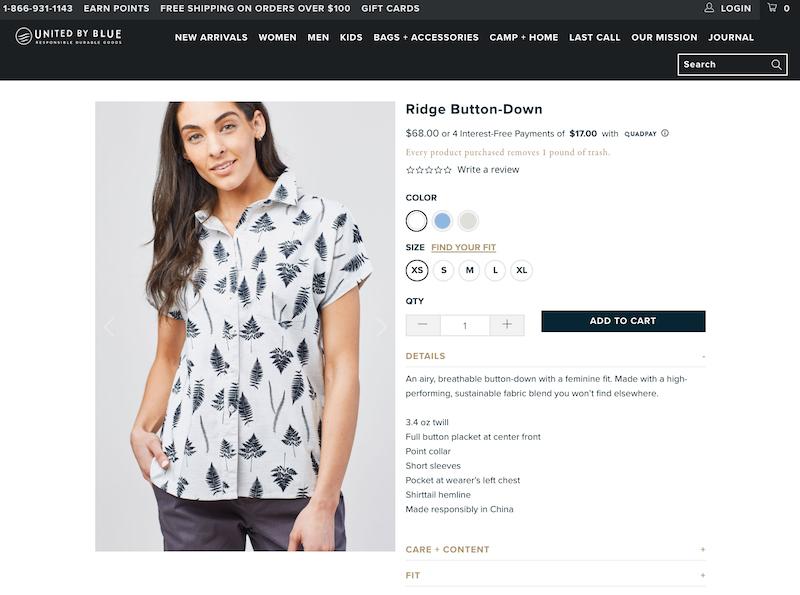 1-866-931-1143 EARN POINTS FREE SHIPPING ON ORDERS OVER $100 GIFT CARDS LOGIN 0
UNITED BY BLUE
RESPONSIBLE DURABLE GOODS
NEW ARRIVALS WOMEN MEN KIDS BAGS + ACCESSORIES CAMP + HOME LAST CALL OUR MISSION JOURNAL
Search
Ridge Button-Down
$68.00 or 4 Interest-Free Payments of $17.00 with QUADPAY
Every product purchased removes 1 pound of trash.
Write a review
COLOR
SIZE FIND YOUR FIT
XS S M L XL
QTY
— 1 +
ADD TO CART
DETAILS -
An airy, breathable button-down with a feminine fit. Made with a high-
performing, sustainable fabric blend you won't find elsewhere.
3.4 oz twill
Full button placket at center front
Point collar
Short sleeves
Pocket at wearer's left chest
Shirttail hemline
Made responsibly in China
CARE + CONTENT +
FIT +